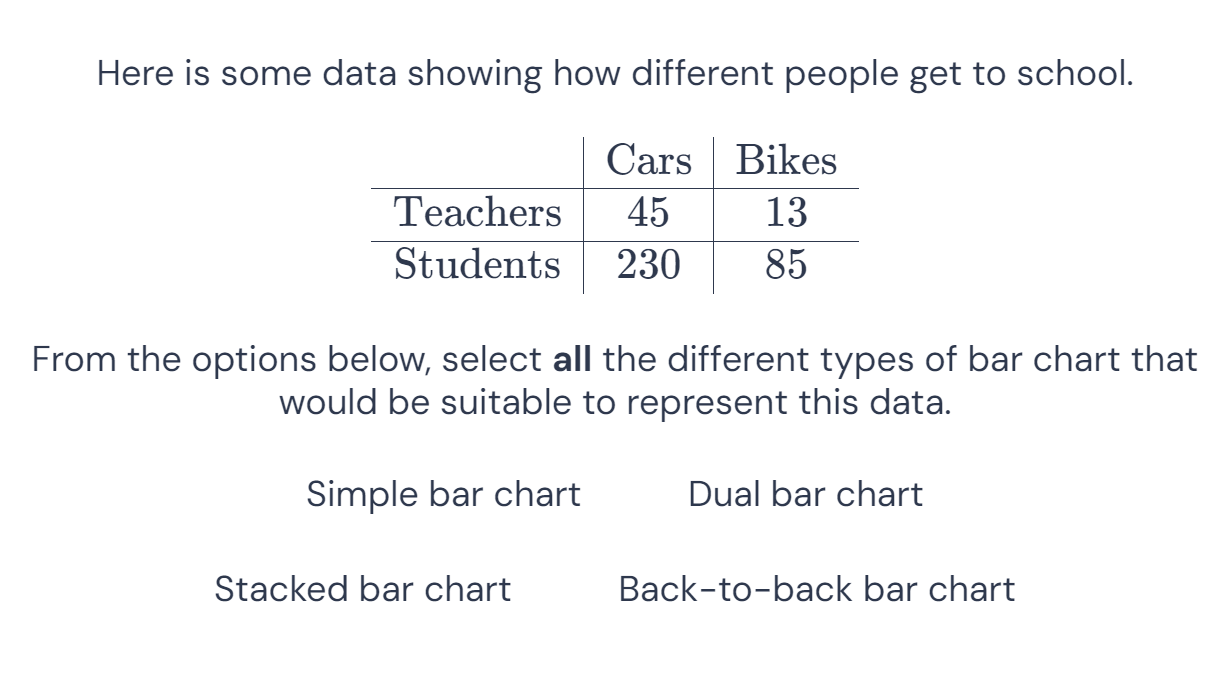 Here is some data showing how different people get to school.
Cars Bikes
Teachers 45 13
Students 230 85
From the options below, select all the different types of bar chart that
would be suitable to represent this data.
Simple bar chart Dual bar chart
Stacked bar chart Back-to-back bar chart